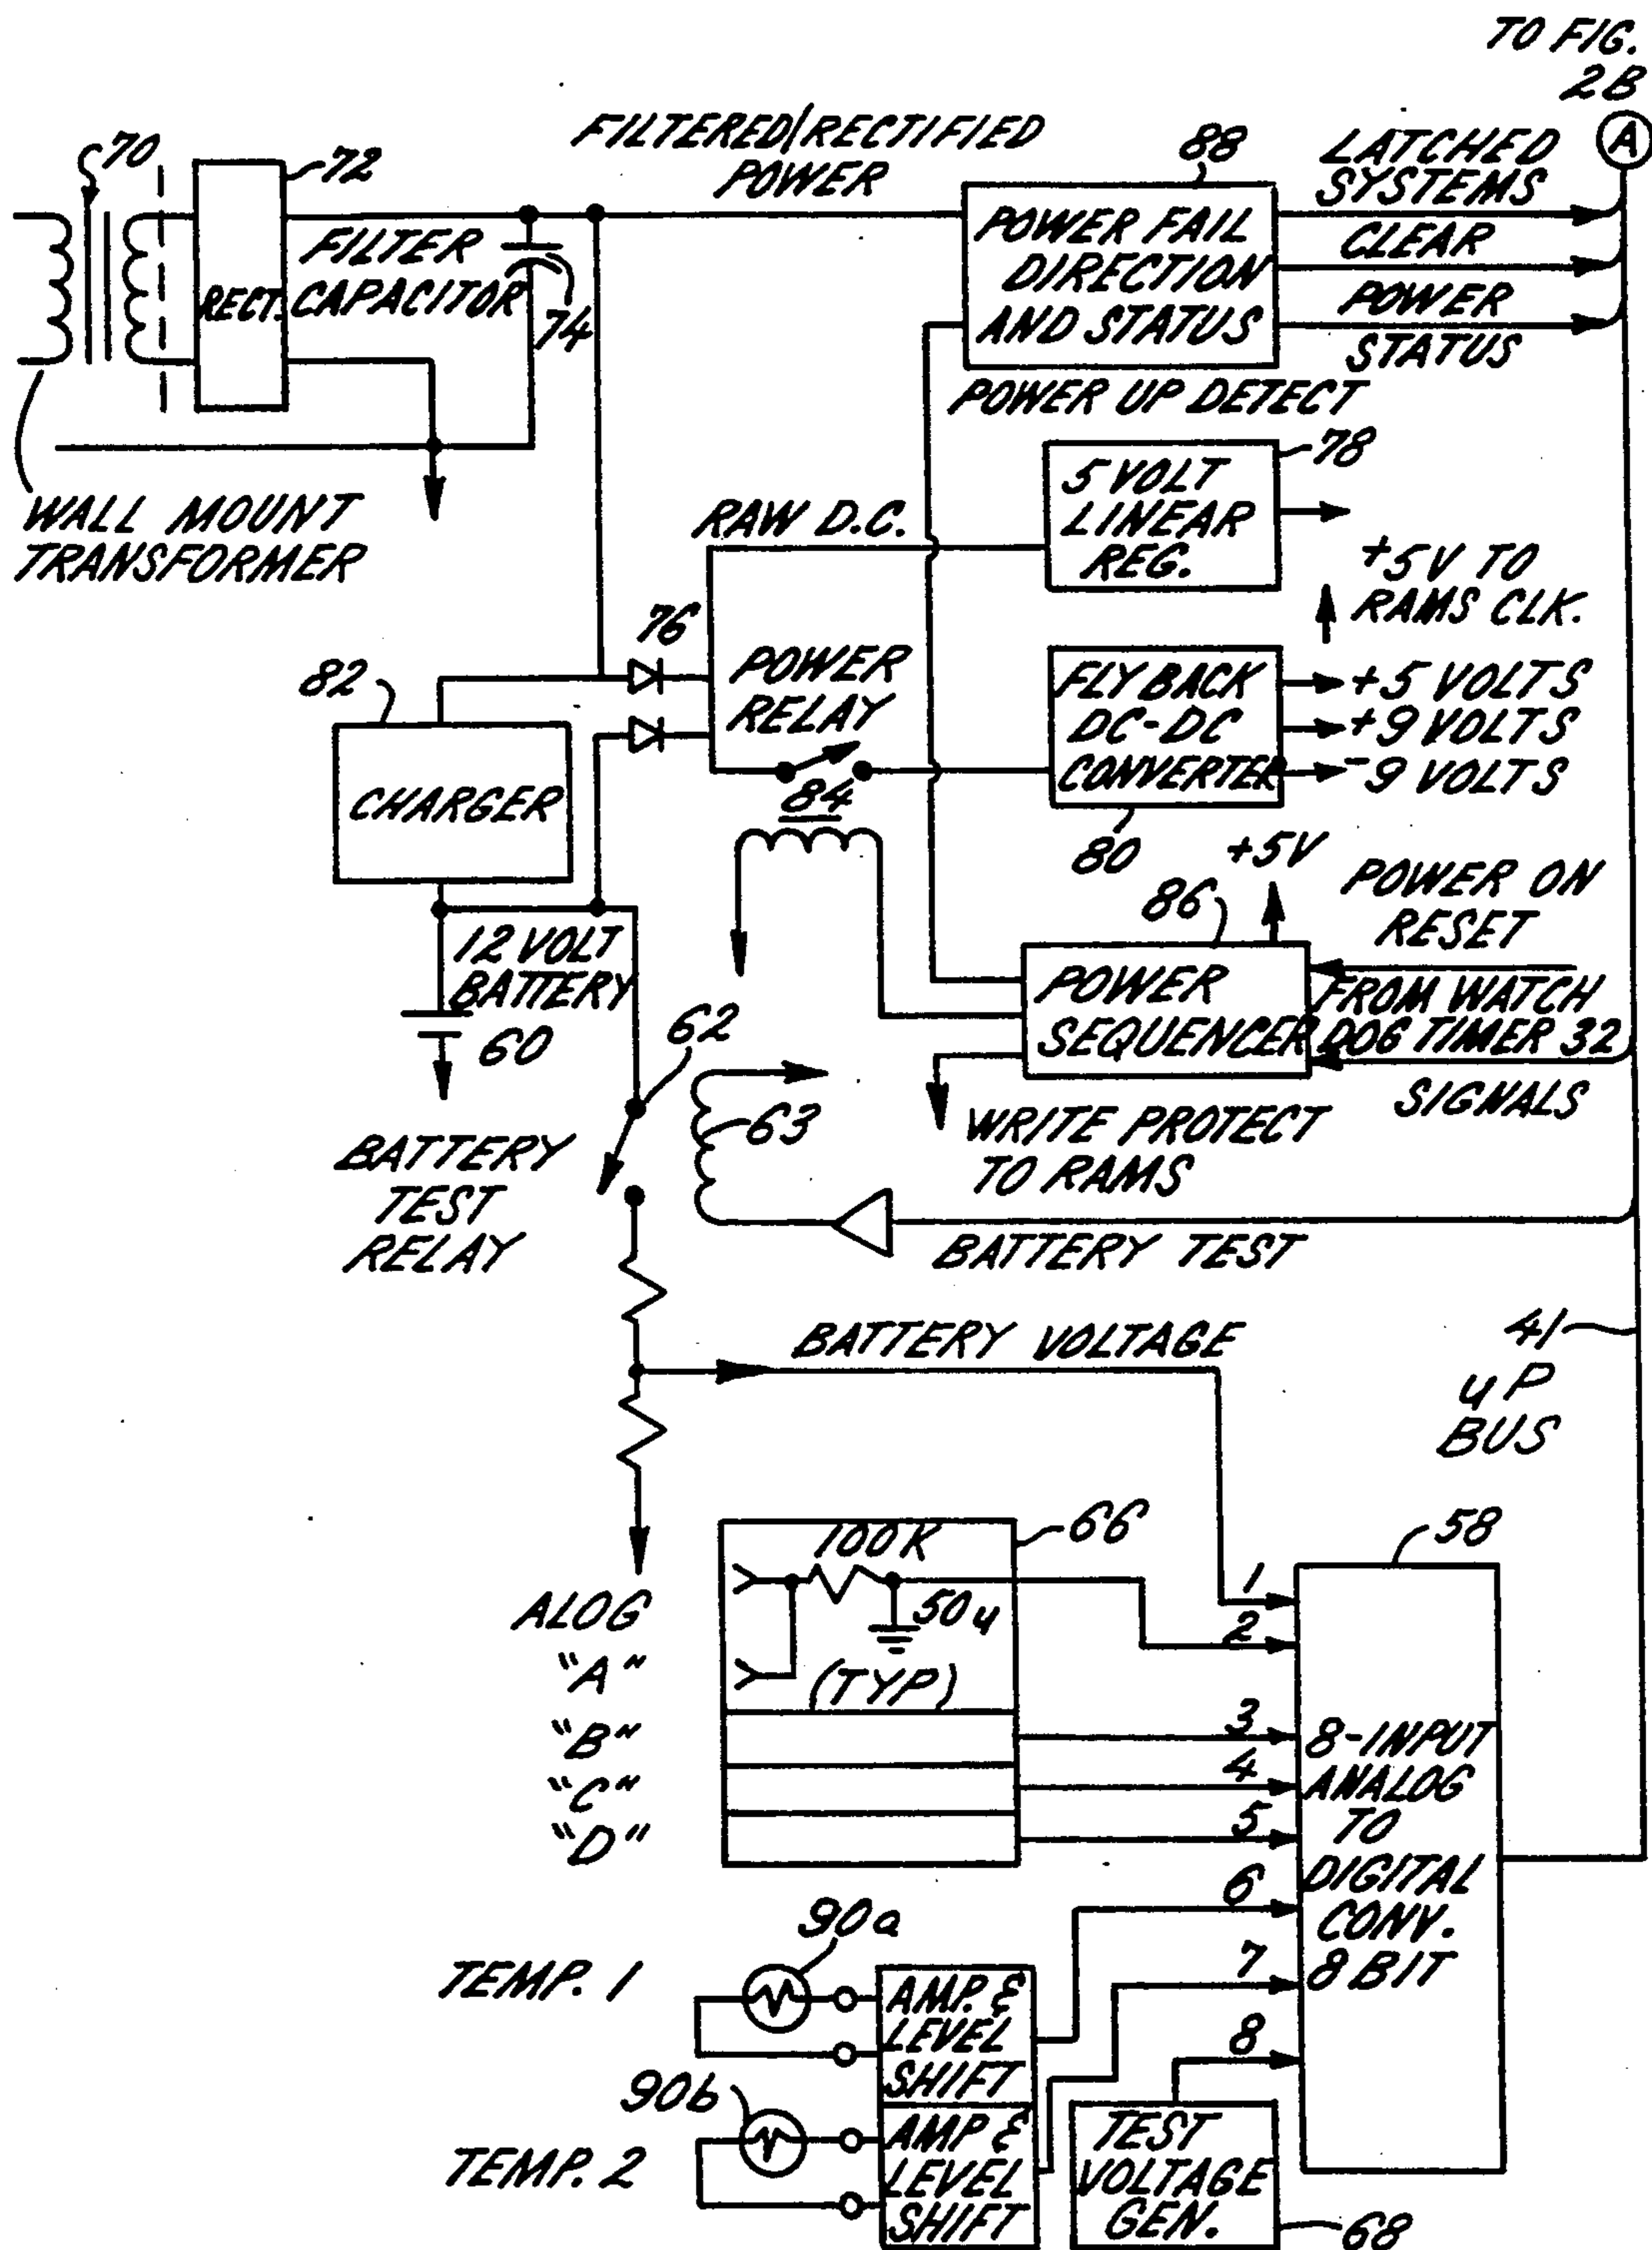 TO FIG.
2B
A
70
72
FILTERED/RECTIFIED
POWER
88
LATCHED
SYSTEMS
CLEAR
POWER
STATUS
RECT.
FILTER
CAPACITOR
74
POWER FAIL
DIRECTION
AND STATUS
POWER UP DETECT
WALL MOUNT
TRANSFORMER
RAW D.C.
78
5 VOLT
LINEAR
REG.
+5V TO
RAMS CLK.
76
POWER
RELAY
84
82
CHARGER
FLY BACK
DC-DC
CONVERTER
80
+5 VOLTS
+9 VOLTS
-9 VOLTS
+5V
86
POWER ON
RESET
12 VOLT
BATTERY
60
62
63
POWER
SEQUENCER
FROM WATCH
DOG TIMER 32
SIGNALS
WRITE PROTECT
TO RAMS
BATTERY
TEST
RELAY
BATTERY TEST
BATTERY VOLTAGE
41
uP
BUS
66
58
100K
50u
(TYP)
ALOG
"A"
"B"
"C"
"D"
1
2
3
4
5
6
7
8
8-INPUT
ANALOG
TO
DIGITAL
CONV.
8 BIT
90a
TEMP. 1
AMP. &
LEVEL
SHIFT
90b
TEMP. 2
AMP &
LEVEL
SHIFT
TEST
VOLTAGE
GEN.
68